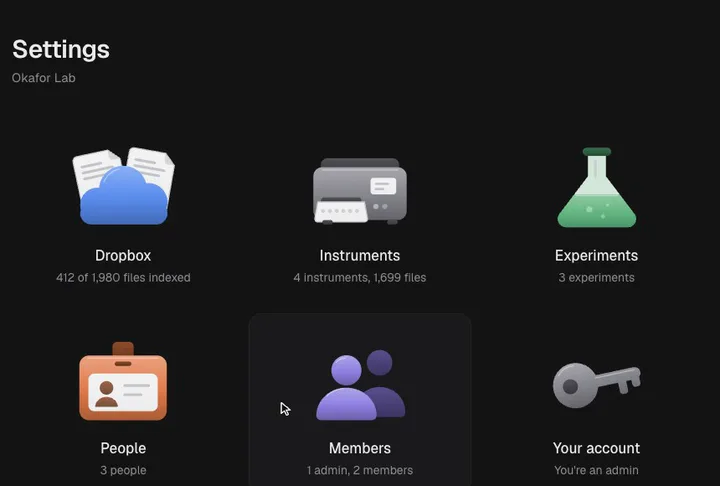 Settings
Okafor Lab
Dropbox
412 of 1,980 files indexed
Instruments
4 instruments, 1,699 files
Experiments
3 experiments
People
3 people
Members
1 admin, 2 members
Your account
You're an admin